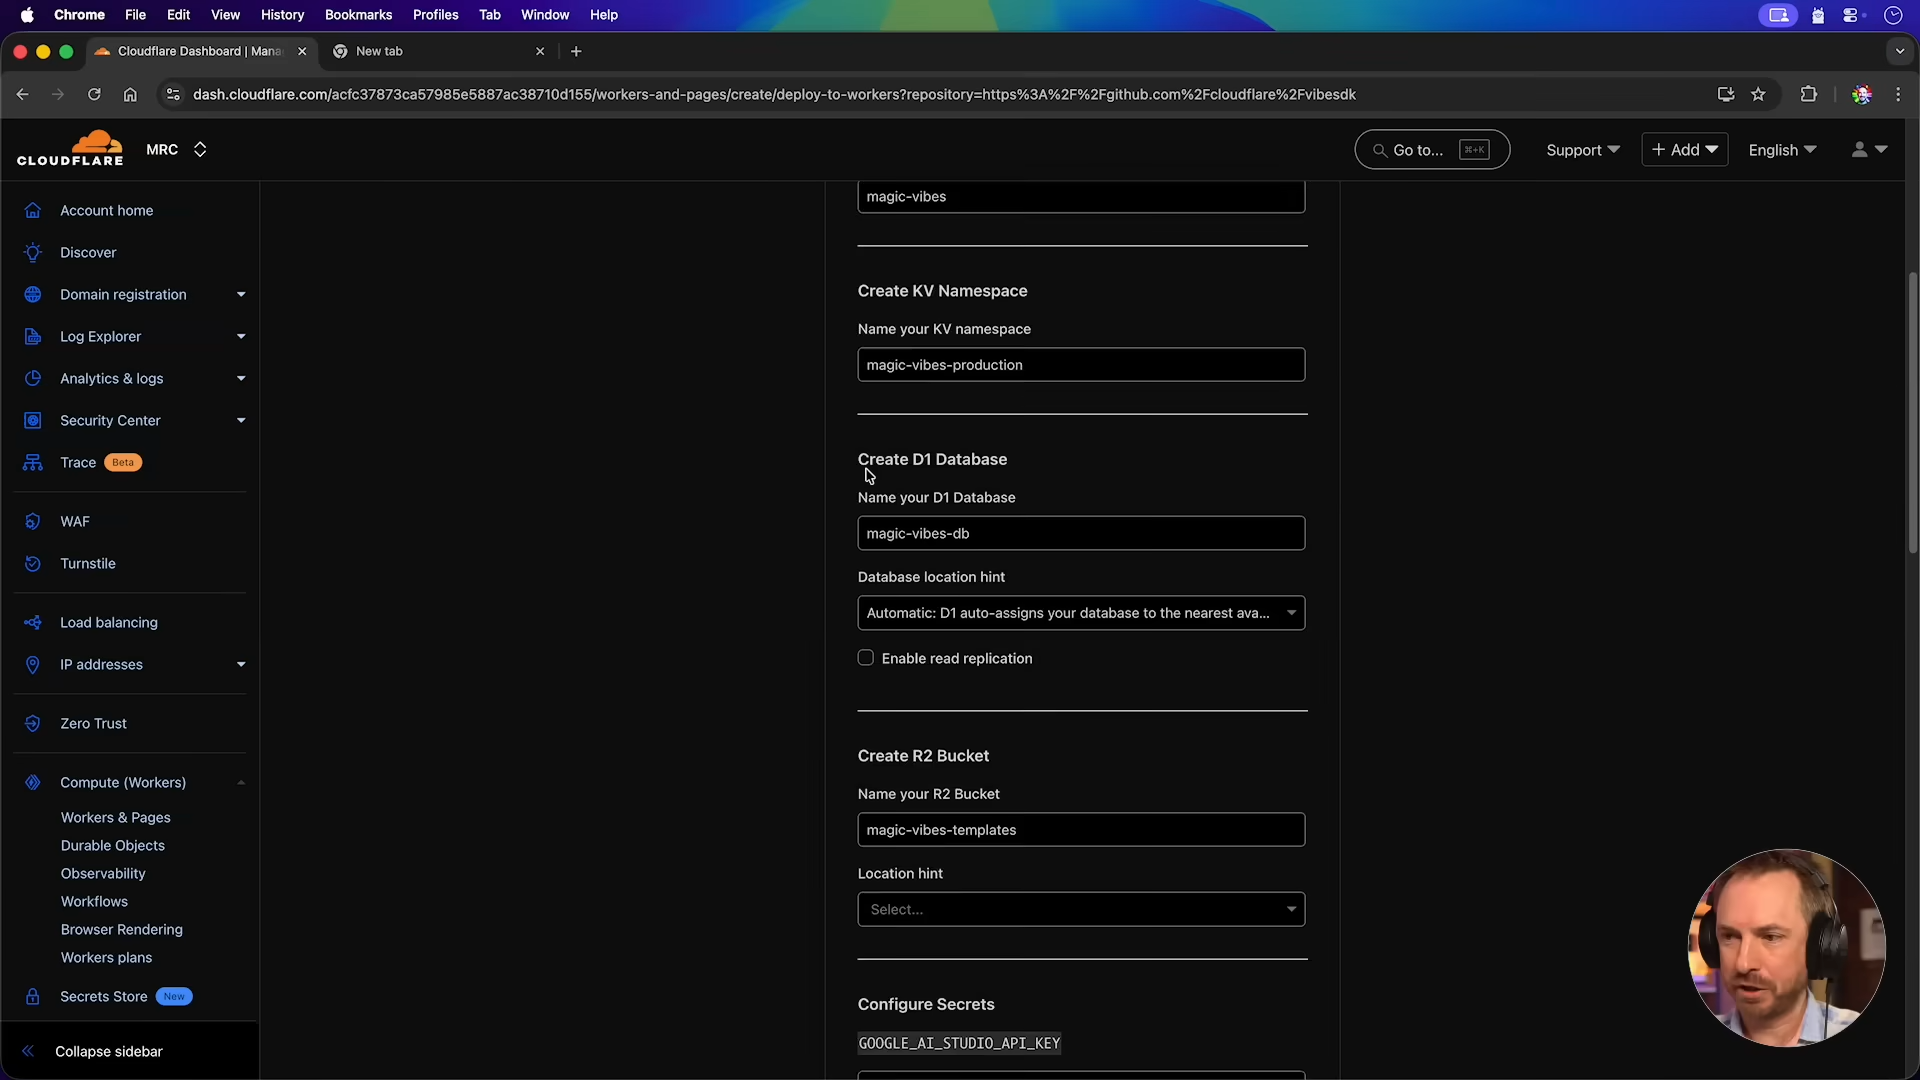 Chrome File Edit View History Bookmarks Profiles Tab Window Help
Cloudflare Dashboard | Mana
New tab
dash.cloudflare.com/acfc37873ca57985e5887ac38710d155/workers-and-pages/create/deploy-to-workers?repository=https%3A%2F%2Fgithub.com%2Fcloudflare%2Fvibesdk
CLOUDFLARE
MRC
Go to...
⌘+K
Support
+ Add
English
Account home
Discover
Domain registration
Log Explorer
Analytics & logs
Security Center
Trace Beta
WAF
Turnstile
Load balancing
IP addresses
Zero Trust
Compute (Workers)
Workers & Pages
Durable Objects
Observability
Workflows
Browser Rendering
Workers plans
Secrets Store New
Collapse sidebar
magic-vibes
Create KV Namespace
Name your KV namespace
magic-vibes-production
Create D1 Database
Name your D1 Database
magic-vibes-db
Database location hint
Automatic: D1 auto-assigns your database to the nearest ava...
Enable read replication
Create R2 Bucket
Name your R2 Bucket
magic-vibes-templates
Location hint
Select...
Configure Secrets
GOOGLE_AI_STUDIO_API_KEY